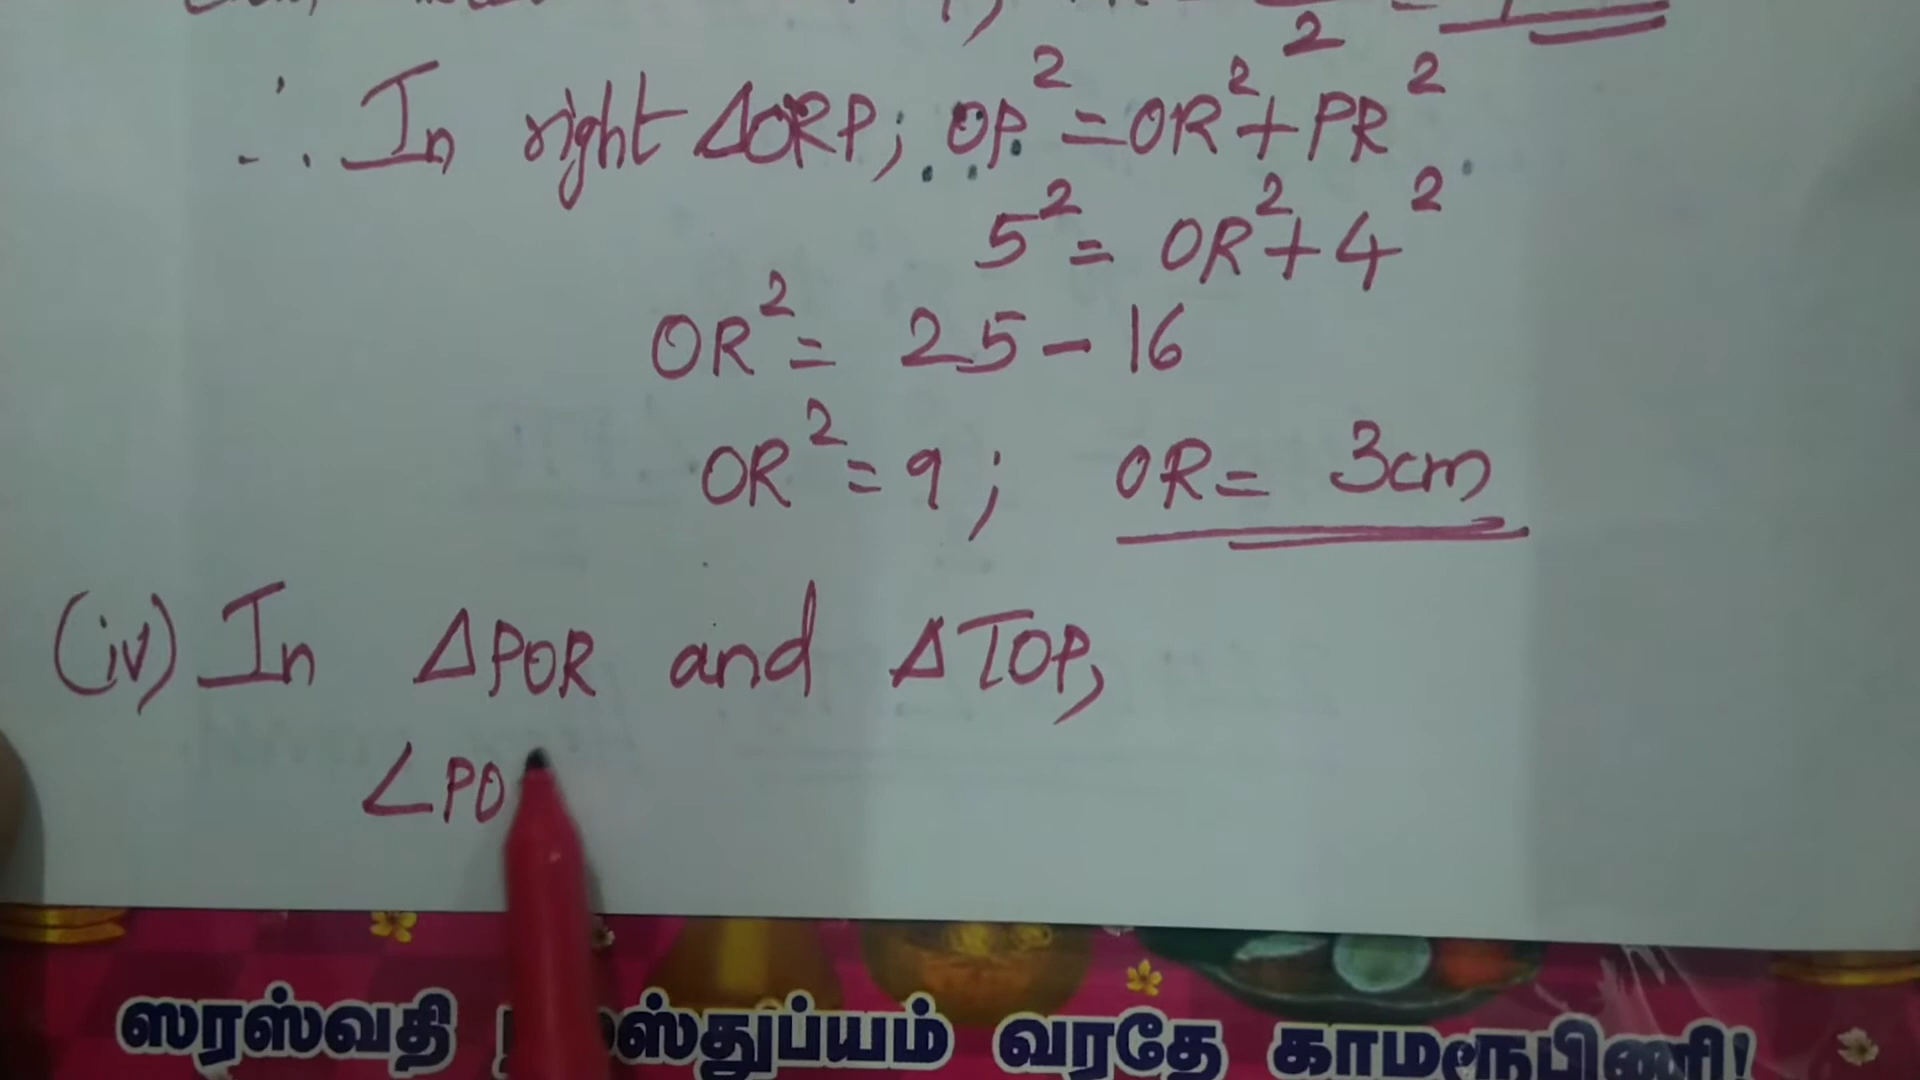 2
∴ In right ΔORP; OP² = OR² + PR²
5² = OR² + 4²
OR² = 25 - 16
OR² = 9; OR = 3cm
(iv) In ΔPOR and ΔTOP,
∠PO
ஸரஸ்வதி வரதே காமரூபிணி!